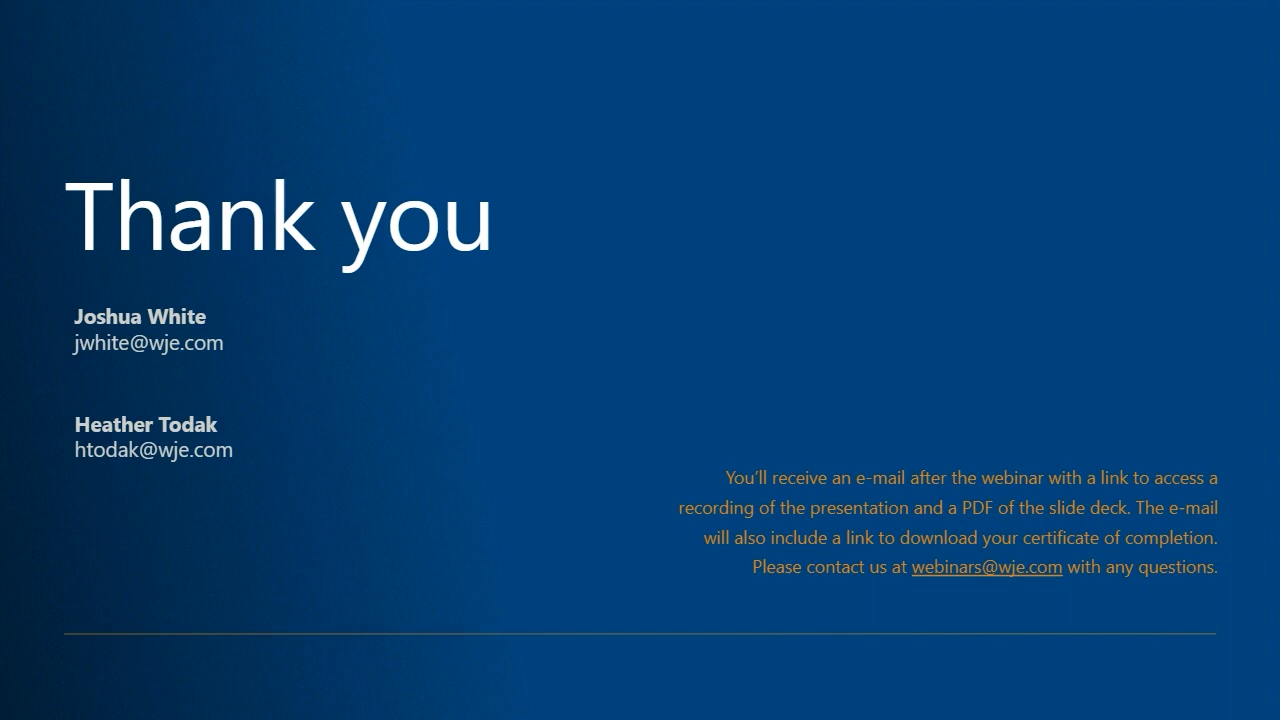 Thank you
Joshua White
jwhite@wje.com
Heather Todak
htodak@wje.com
You’ll receive an e-mail after the webinar with a link to access a
recording of the presentation and a PDF of the slide deck. The e-mail
will also include a link to download your certificate of completion.
Please contact us at webinars@wje.com with any questions.